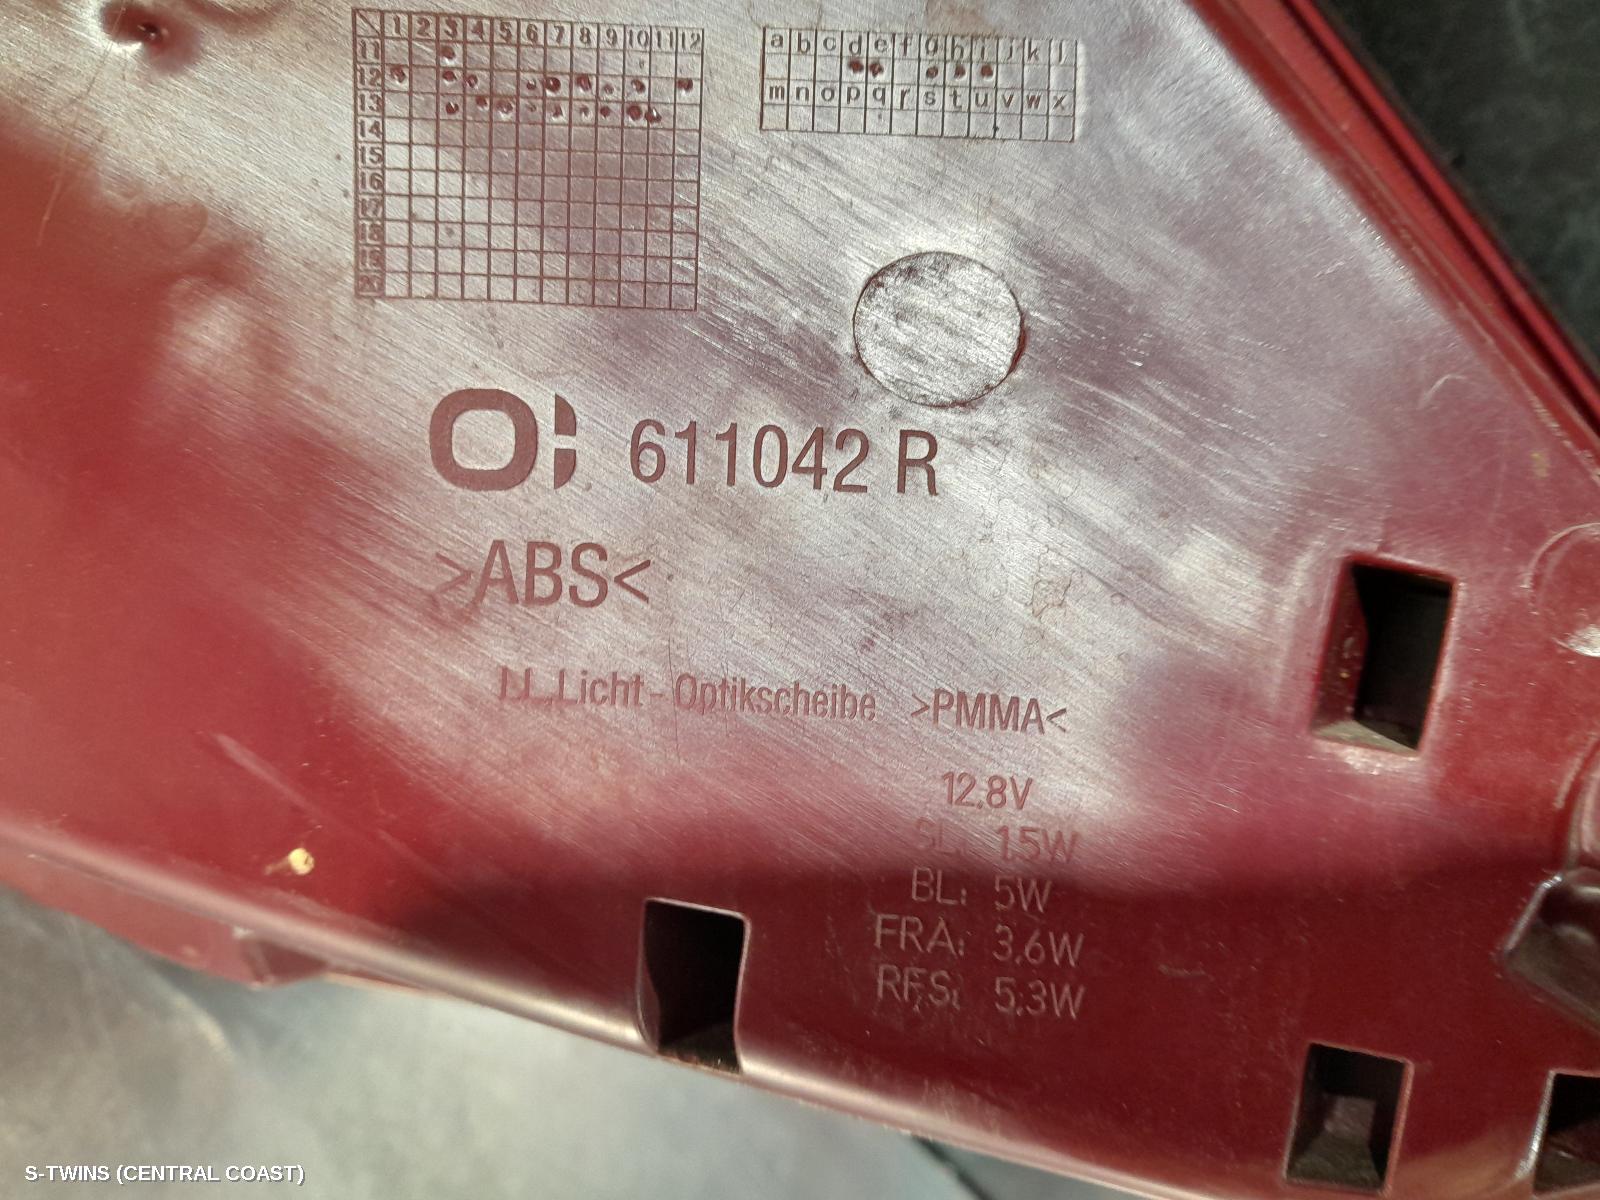 1 2 3 4 5 6 7 8 9 10 11 12
11
12
13
14
15
16
17
18
19
20
a b c d e f g h i j k l
m n o p q r s t u v w x
611042 R
>ABS<
LL,Licht - Optikscheibe >PMMA<
12,8V
SL: 1,5W
BL: 5W
FRA: 3,6W
RFS: 5,3W
S-TWINS (CENTRAL COAST)